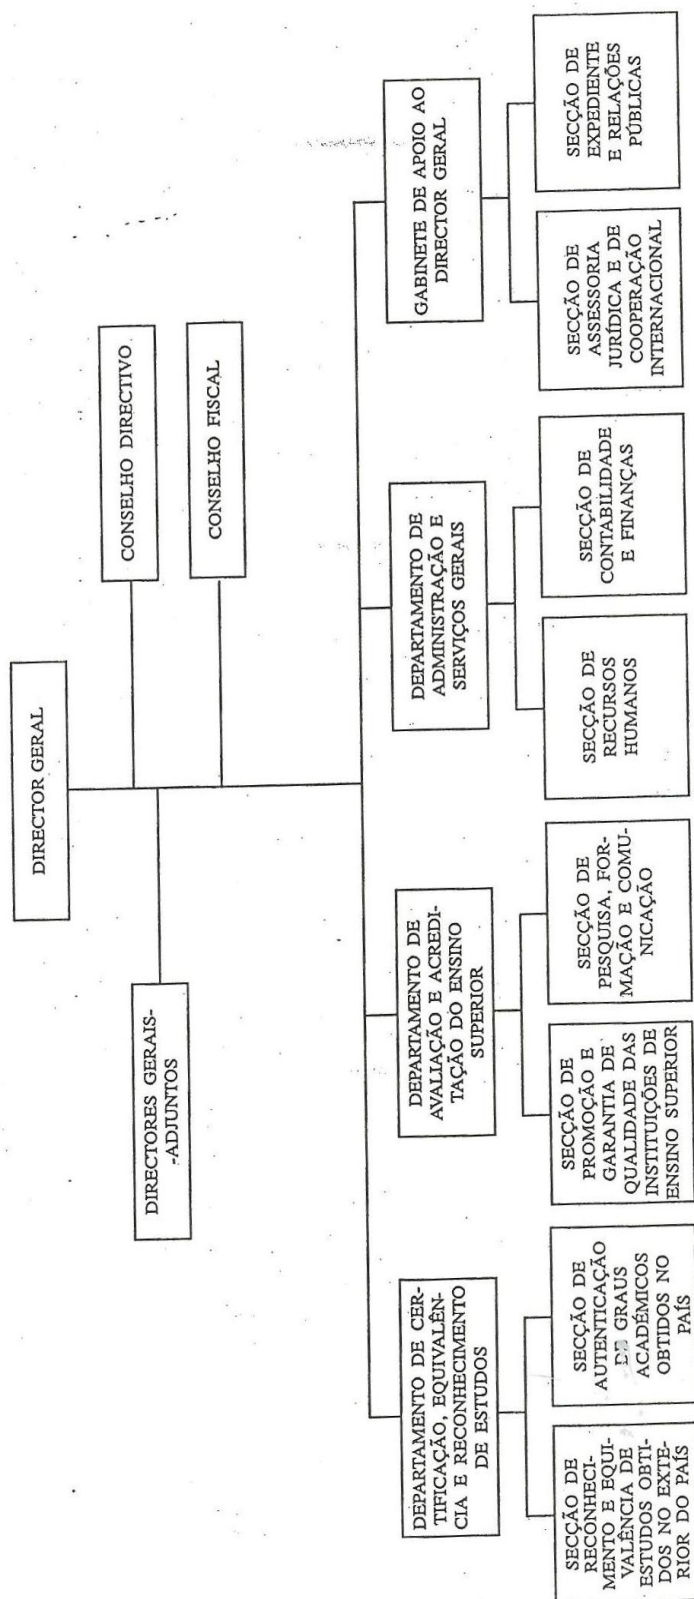 DIRECTOR GERAL
DIRECTORES GERAIS-
-ADJUNTOS
CONSELHO DIRECTIVO
CONSELHO FISCAL
DEPARTAMENTO DE CER-
TIFICAÇÃO, EQUIVALÊN-
CIA E RECONHECIMENTO
DE ESTUDOS
DEPARTAMENTO DE
AVALIAÇÃO E ACREDI-
TAÇÃO DO ENSINO
SUPERIOR
DEPARTAMENTO DE
ADMINISTRAÇÃO E
SERVIÇOS GERAIS
GABINETE DE APOIO AO
DIRECTOR GERAL
SECÇÃO DE
RECONHECI-
MENTO E EQUI-
VALÊNCIA DE
ESTUDOS OBTI-
DOS NO EXTE-
RIOR DO PAÍS
SECÇÃO DE
AUTENTICAÇÃO
DE GRAUS
ACADÉMICOS
OBTIDOS NO
PAÍS
SECÇÃO DE
PROMOÇÃO E
GARANTIA DE
QUALIDADE DAS
INSTITUIÇÕES DE
ENSINO SUPERIOR
SECÇÃO DE
PESQUISA, FOR-
MAÇÃO E COMU-
NICAÇÃO
SECÇÃO DE
RECURSOS
HUMANOS
SECÇÃO DE
CONTABILIDADE
E FINANÇAS
SECÇÃO DE
ASSESSORIA
JURÍDICA E DE
COOPERAÇÃO
INTERNACIONAL
SECÇÃO DE
EXPEDIENTE
E RELAÇÕES
PÚBLICAS